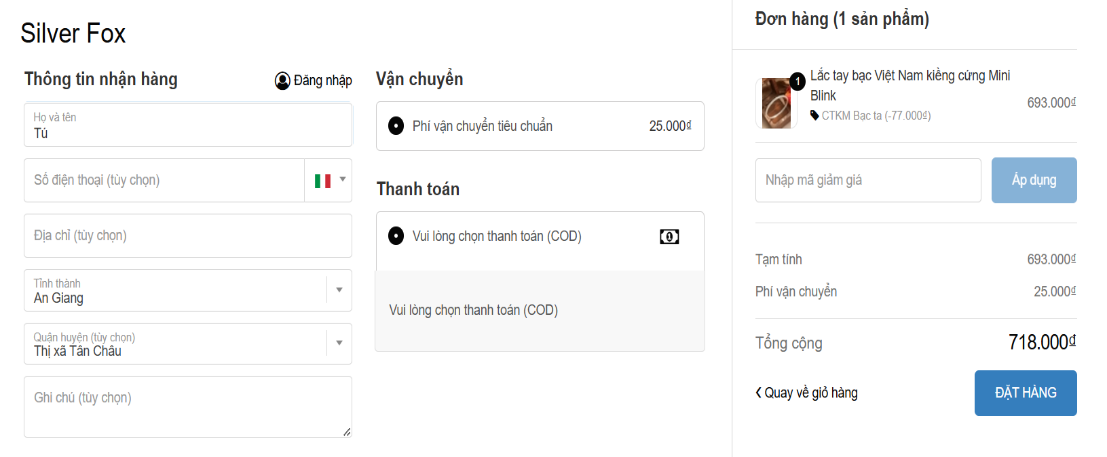 Silver Fox
Thông tin nhận hàng
Đăng nhập
Họ và tên
Tú
Số điện thoại (tùy chọn)
Địa chỉ (tùy chọn)
Tỉnh thành
An Giang
Quận huyện (tùy chọn)
Thị xã Tân Châu
Ghi chú (tùy chọn)
Vận chuyển
Phí vận chuyển tiêu chuẩn 25.000₫
Thanh toán
Vui lòng chọn thanh toán (COD)
Vui lòng chọn thanh toán (COD)
Đơn hàng (1 sản phẩm)
1
Lắc tay bạc Việt Nam kiềng cứng Mini
Blink
693.000₫
CTKM Bạc ta (-77.000₫)
Nhập mã giảm giá
Áp dụng
Tạm tính 693.000₫
Phí vận chuyển 25.000₫
Tổng cộng 718.000₫
Quay về giỏ hàng
ĐẶT HÀNG